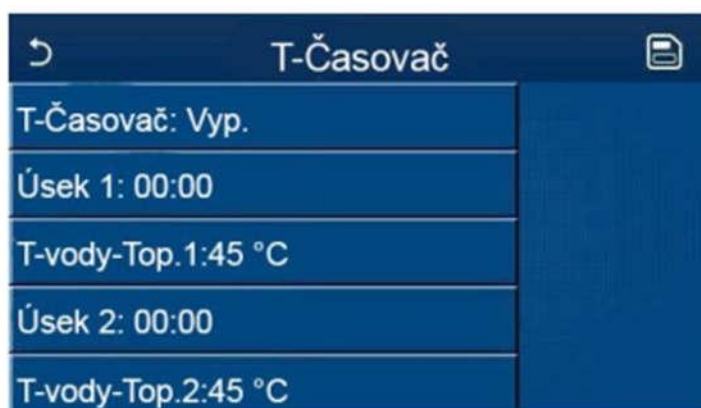 T-Časovač
T-Časovač: Vyp.
Úsek 1: 00:00
T-vody-Top.1:45 °C
Úsek 2: 00:00
T-vody-Top.2:45 °C